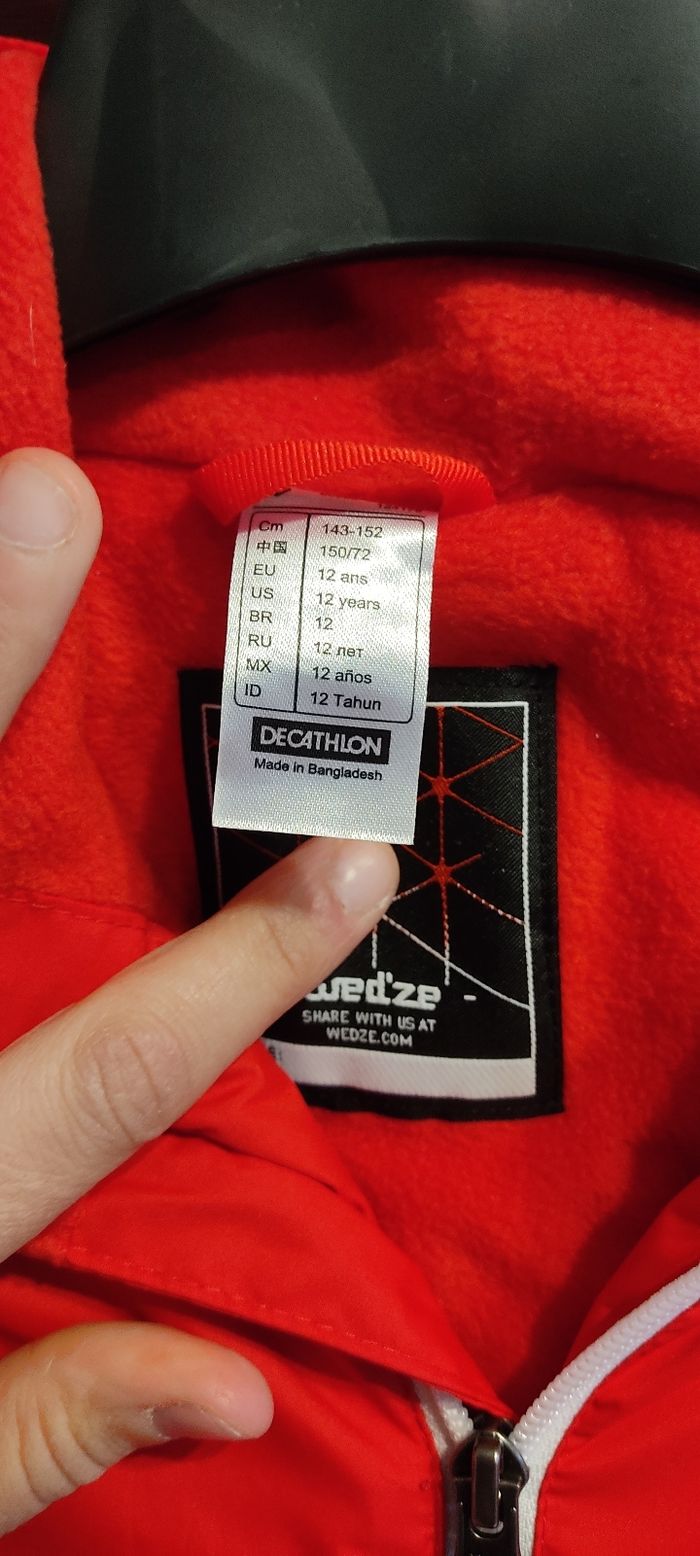 Cm 143-152
中国 150/72
EU 12 ans
US 12 years
BR 12
RU 12 лет
MX 12 años
ID 12 Tahun
DECATHLON
Made in Bangladesh
wed'ze
SHARE WITH US AT
WEDZE.COM